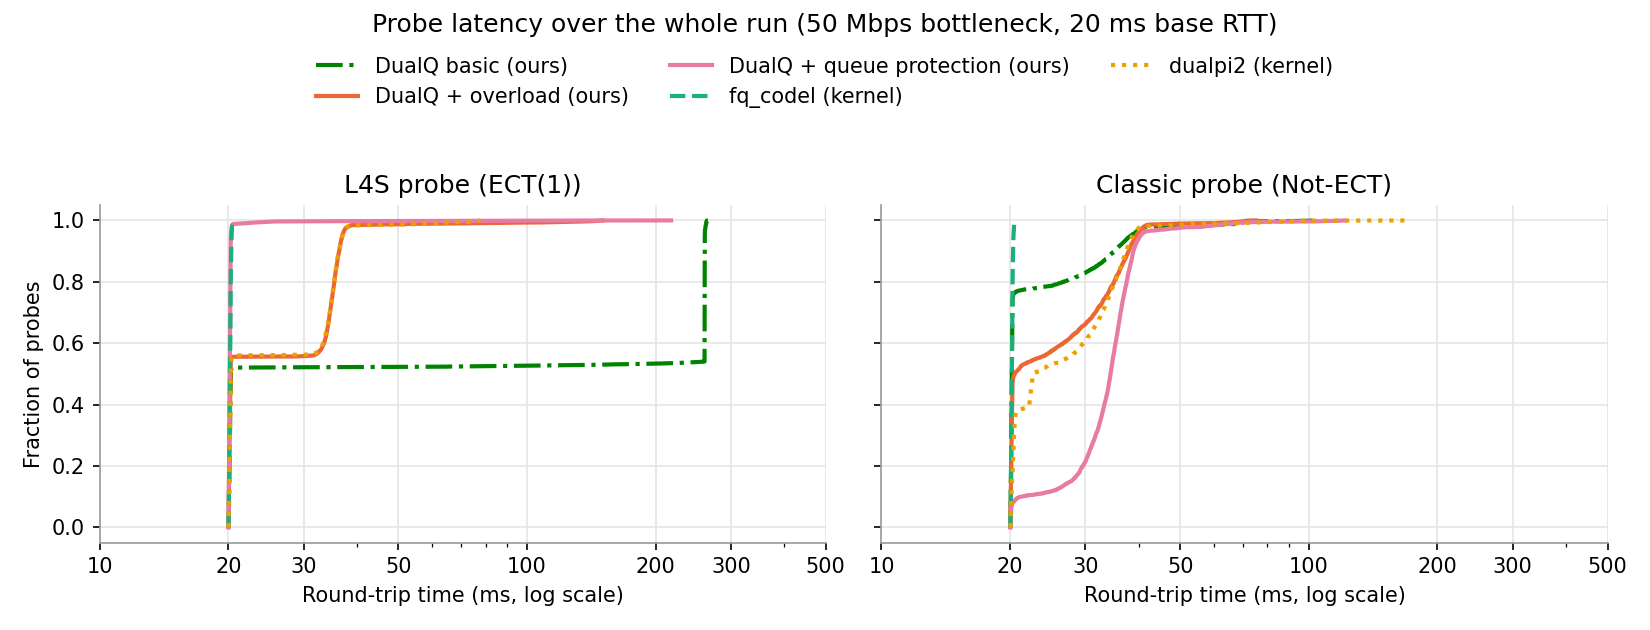 Probe latency over the whole run (50 Mbps bottleneck, 20 ms base RTT)
DualQ basic (ours)
DualQ + overload (ours)
DualQ + queue protection (ours)
fq_codel (kernel)
dualpi2 (kernel)
L4S probe (ECT(1))
Fraction of probes
1.0
0.8
0.6
0.4
0.2
0.0
10 20 30 50 100 200 300 500
Round-trip time (ms, log scale)
Classic probe (Not-ECT)
10 20 30 50 100 200 300 500
Round-trip time (ms, log scale)